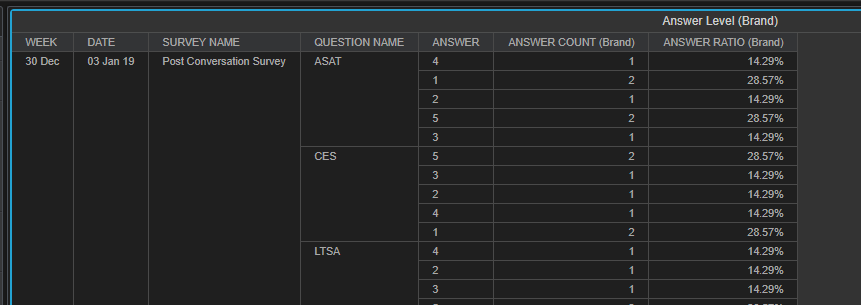 Answer Level (Brand)
WEEK DATE SURVEY NAME QUESTION NAME ANSWER ANSWER COUNT (Brand) ANSWER RATIO (Brand)
30 Dec 03 Jan 19 Post Conversation Survey ASAT 4 1 14.29%
1 2 28.57%
2 1 14.29%
5 2 28.57%
3 1 14.29%
CES 5 2 28.57%
3 1 14.29%
2 1 14.29%
4 1 14.29%
1 2 28.57%
LTSA 4 1 14.29%
2 1 14.29%
3 1 14.29%